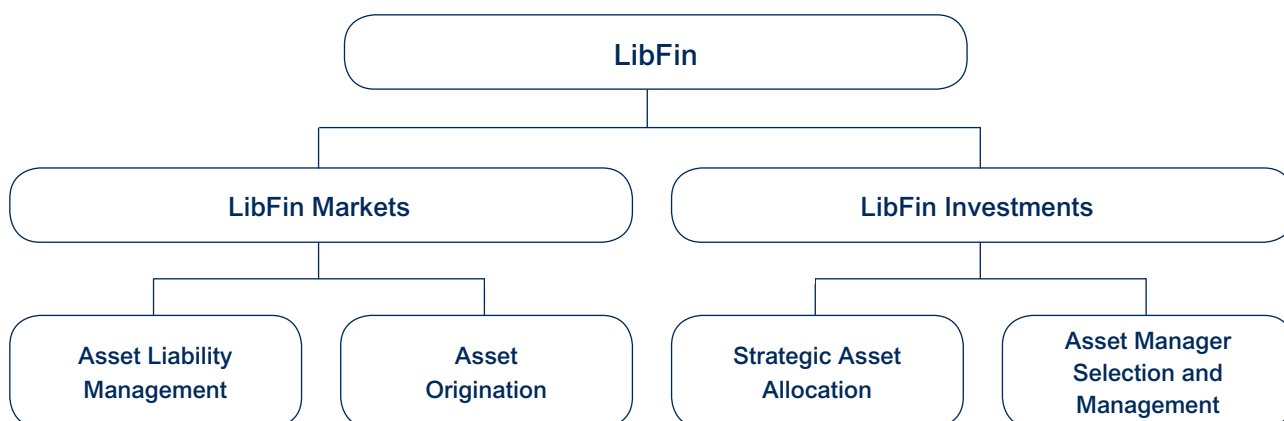 LibFin
LibFin Markets
LibFin Investments
Asset Liability
Management
Asset
Origination
Strategic Asset
Allocation
Asset Manager
Selection and
Management